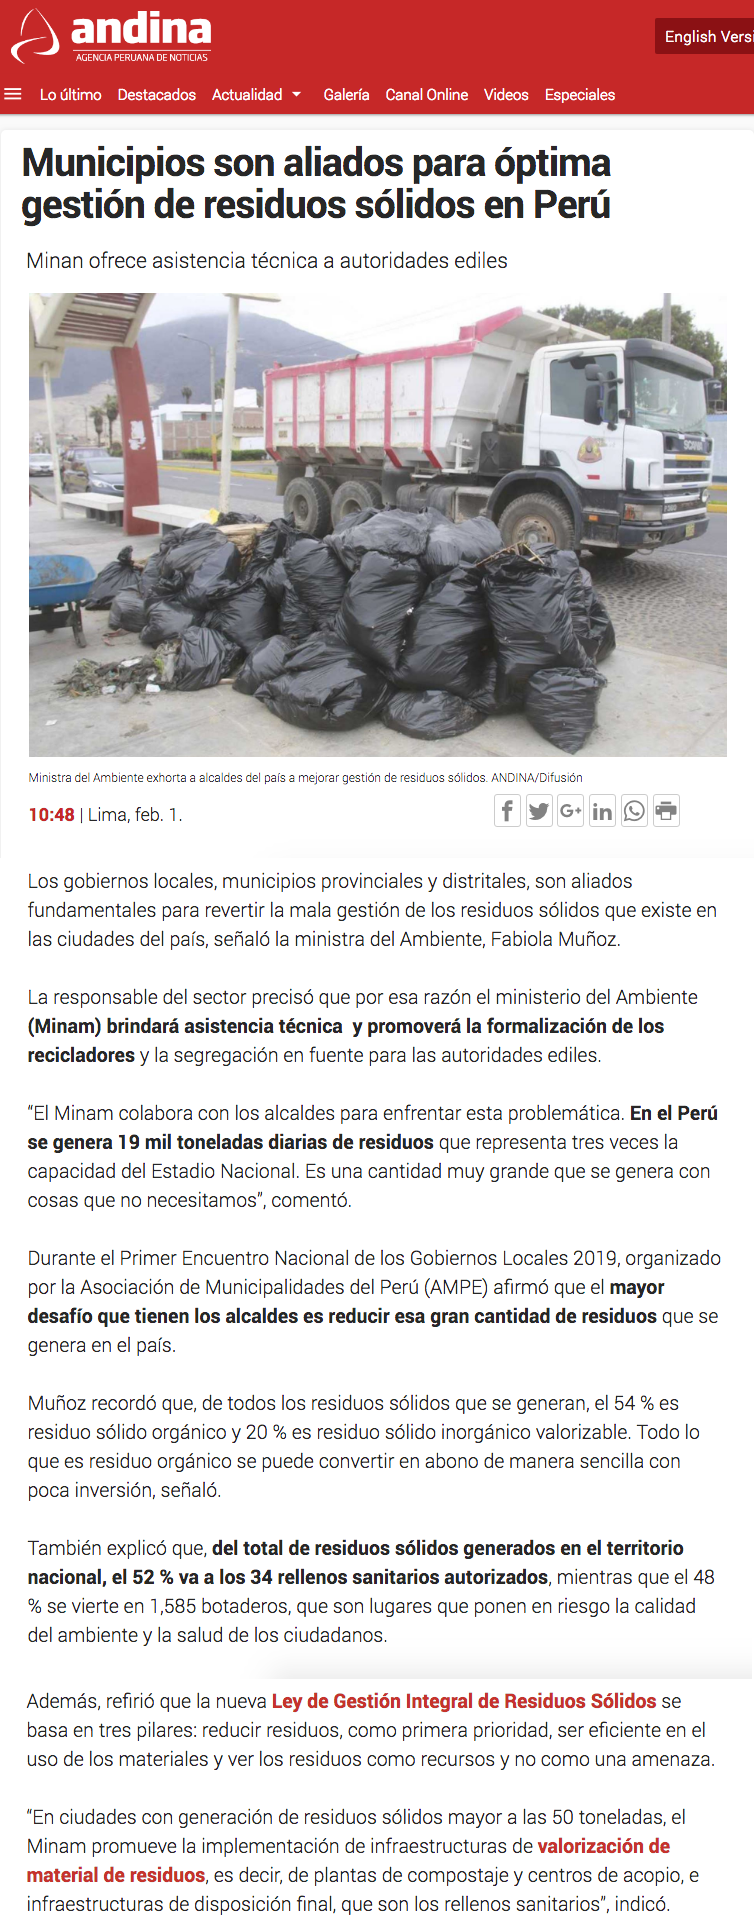 andina
AGENCIA PERUANA DE NOTICIAS
English Versi
Lo último Destacados Actualidad Galería Canal Online Videos Especiales
Municipios son aliados para óptima
gestión de residuos sólidos en Perú
Minan ofrece asistencia técnica a autoridades ediles
SCANIA
Ministra del Ambiente exhorta a alcaldes del país a mejorar gestión de residuos sólidos. ANDINA/Difusión
10:48 | Lima, feb. 1.
Los gobiernos locales, municipios provinciales y distritales, son aliados
fundamentales para revertir la mala gestión de los residuos sólidos que existe en
las ciudades del país, señaló la ministra del Ambiente, Fabiola Muñoz.
La responsable del sector precisó que por esa razón el ministerio del Ambiente
(Minam) brindará asistencia técnica y promoverá la formalización de los
recicladores y la segregación en fuente para las autoridades ediles.
“El Minam colabora con los alcaldes para enfrentar esta problemática. En el Perú
se genera 19 mil toneladas diarias de residuos que representa tres veces la
capacidad del Estadio Nacional. Es una cantidad muy grande que se genera con
cosas que no necesitamos”, comentó.
Durante el Primer Encuentro Nacional de los Gobiernos Locales 2019, organizado
por la Asociación de Municipalidades del Perú (AMPE) afirmó que el mayor
desafío que tienen los alcaldes es reducir esa gran cantidad de residuos que se
genera en el país.
Muñoz recordó que, de todos los residuos sólidos que se generan, el 54 % es
residuo sólido orgánico y 20 % es residuo sólido inorgánico valorizable. Todo lo
que es residuo orgánico se puede convertir en abono de manera sencilla con
poca inversión, señaló.
También explicó que, del total de residuos sólidos generados en el territorio
nacional, el 52 % va a los 34 rellenos sanitarios autorizados, mientras que el 48
% se vierte en 1,585 botaderos, que son lugares que ponen en riesgo la calidad
del ambiente y la salud de los ciudadanos.
Además, refirió que la nueva Ley de Gestión Integral de Residuos Sólidos se
basa en tres pilares: reducir residuos, como primera prioridad, ser eficiente en el
uso de los materiales y ver los residuos como recursos y no como una amenaza.
“En ciudades con generación de residuos sólidos mayor a las 50 toneladas, el
Minam promueve la implementación de infraestructuras de valorización de
material de residuos, es decir, de plantas de compostaje y centros de acopio, e
infraestructuras de disposición final, que son los rellenos sanitarios”, indicó.